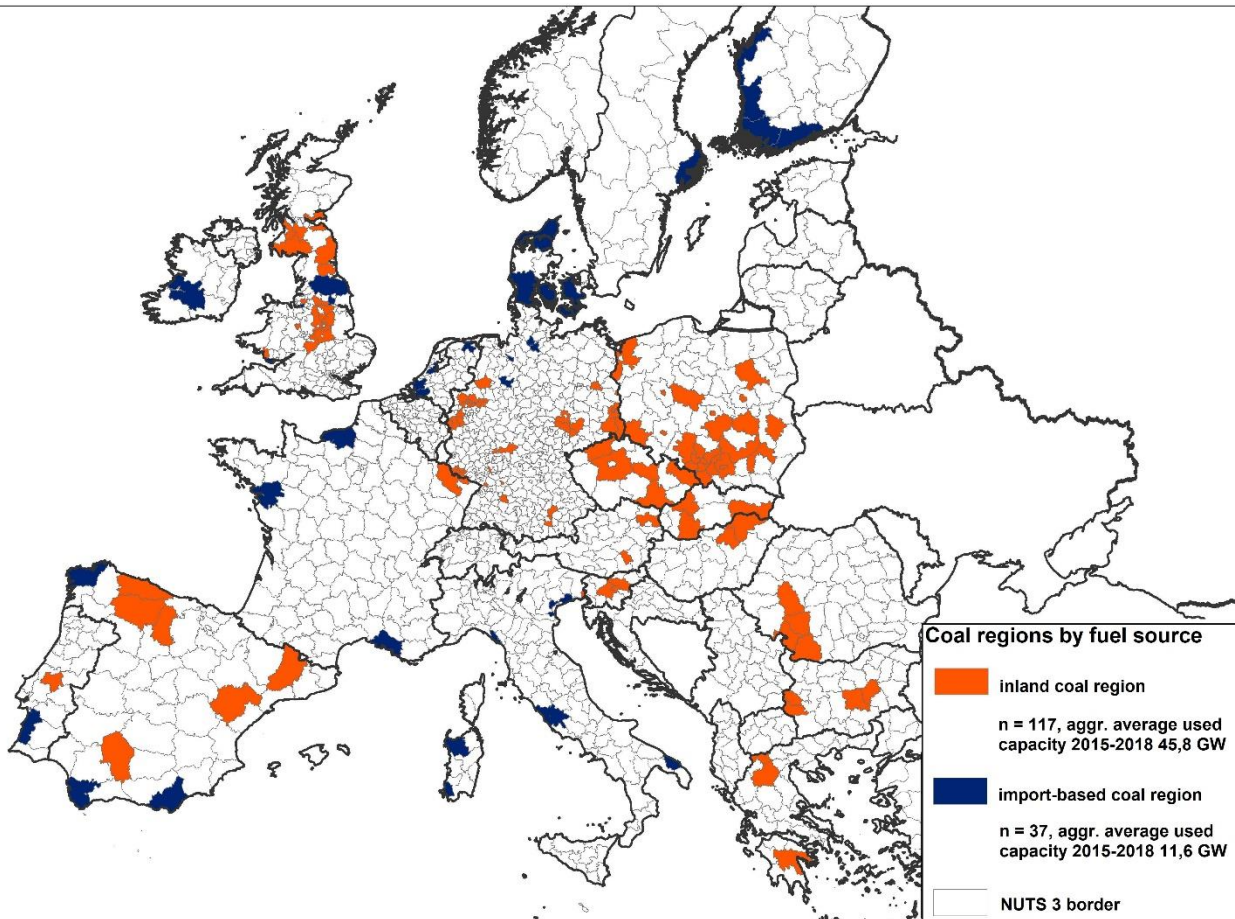 Coal regions by fuel source
inland coal region
n = 117, aggr. average used
capacity 2015-2018 45,8 GW
import-based coal region
n = 37, aggr. average used
capacity 2015-2018 11,6 GW
NUTS 3 border